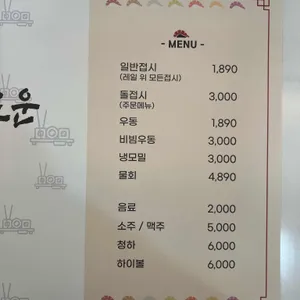 - MENU -
일반접시 1,890
(레일 위 모든접시)
돌접시 3,000
(주문메뉴)
우동 1,890
비빔우동 3,000
냉모밀 3,000
물회 4,890
음료 2,000
소주 / 맥주 5,000
청하 6,000
하이볼 6,000
운